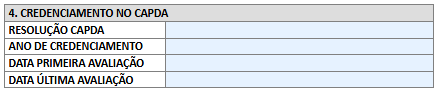 4. CREDENCIAMENTO NO CAPDA
RESOLUÇÃO CAPDA
ANO DE CREDENCIAMENTO
DATA PRIMEIRA AVALIAÇÃO
DATA ÚLTIMA AVALIAÇÃO